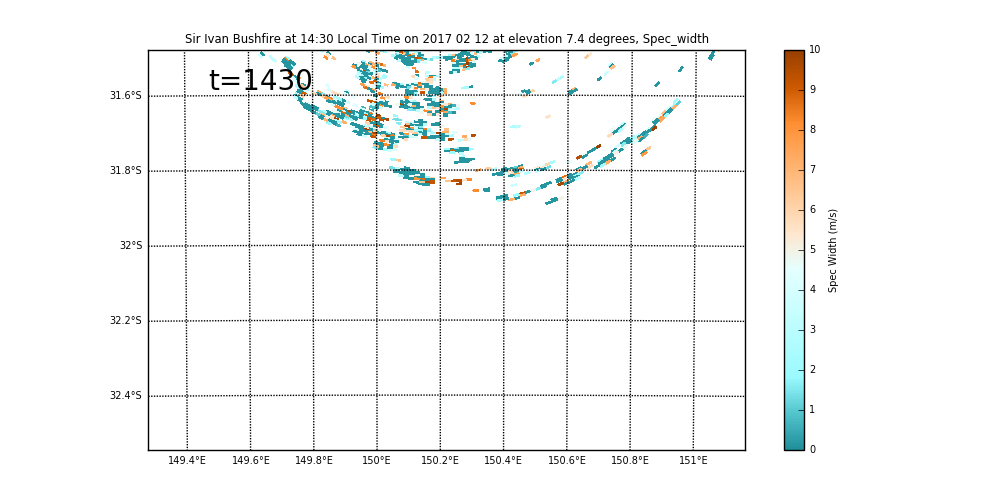 Sir Ivan Bushfire at 14:30 Local Time on 2017 02 12 at elevation 7.4 degrees, Spec_width
t=1430
31.6°S
31.8°S
32°S
32.2°S
32.4°S
149.4°E 149.6°E 149.8°E 150°E 150.2°E 150.4°E 150.6°E 150.8°E 151°E
10
9
8
7
6
5
4
3
2
1
0
Spec Width (m/s)